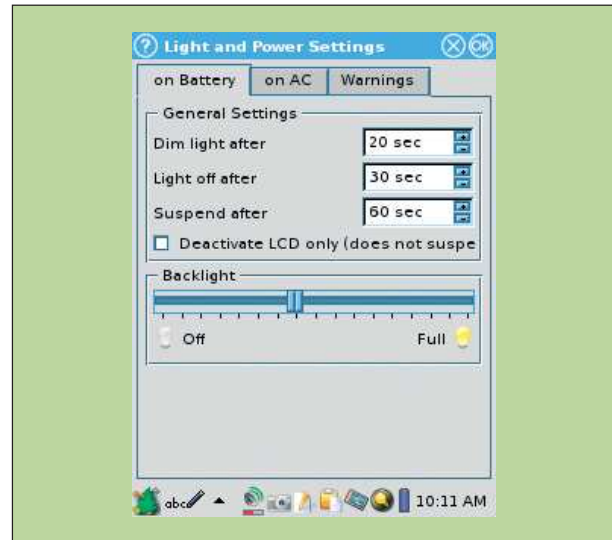 ? Light and Power Settings OK
on Battery on AC Warnings
General Settings
Dim light after 20 sec
Light off after 30 sec
Suspend after 60 sec
Deactivate LCD only (does not suspe
Backlight
Off Full
abc 10:11 AM